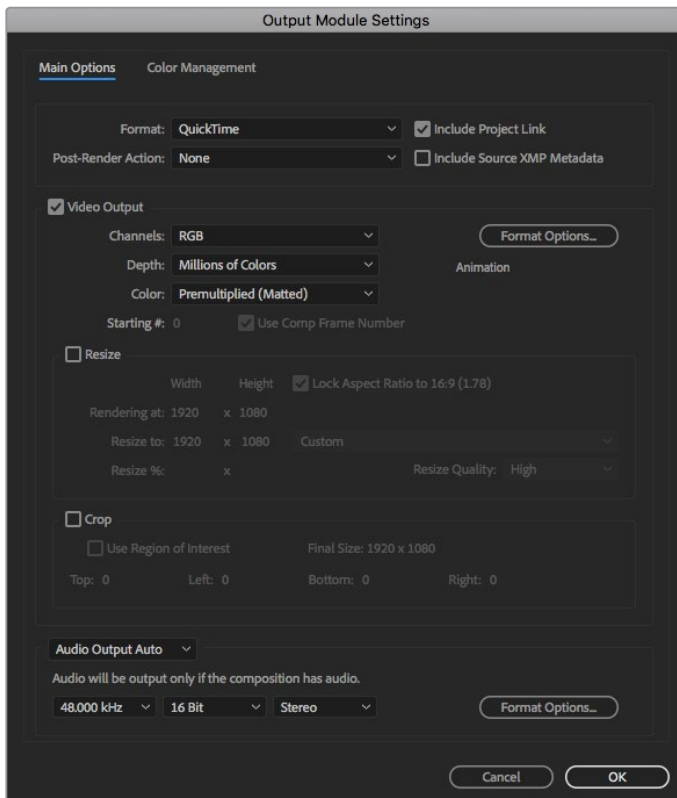 Output Module Settings
Main Options Color Management
Format: QuickTime Include Project Link
Post-Render Action: None Include Source XMP Metadata
Video Output
Channels: RGB Format Options...
Depth: Millions of Colors Animation
Color: Premultiplied (Matted)
Starting #: 0 Use Comp Frame Number
Resize
Width Height Lock Aspect Ratio to 16:9 (1.78)
Rendering at: 1920 x 1080
Resize to: 1920 x 1080 Custom
Resize %: x Resize Quality: High
Crop
Use Region of Interest Final Size: 1920 x 1080
Top: 0 Left: 0 Bottom: 0 Right: 0
Audio Output Auto
Audio will be output only if the composition has audio.
48.000 kHz 16 Bit Stereo Format Options...
Cancel OK